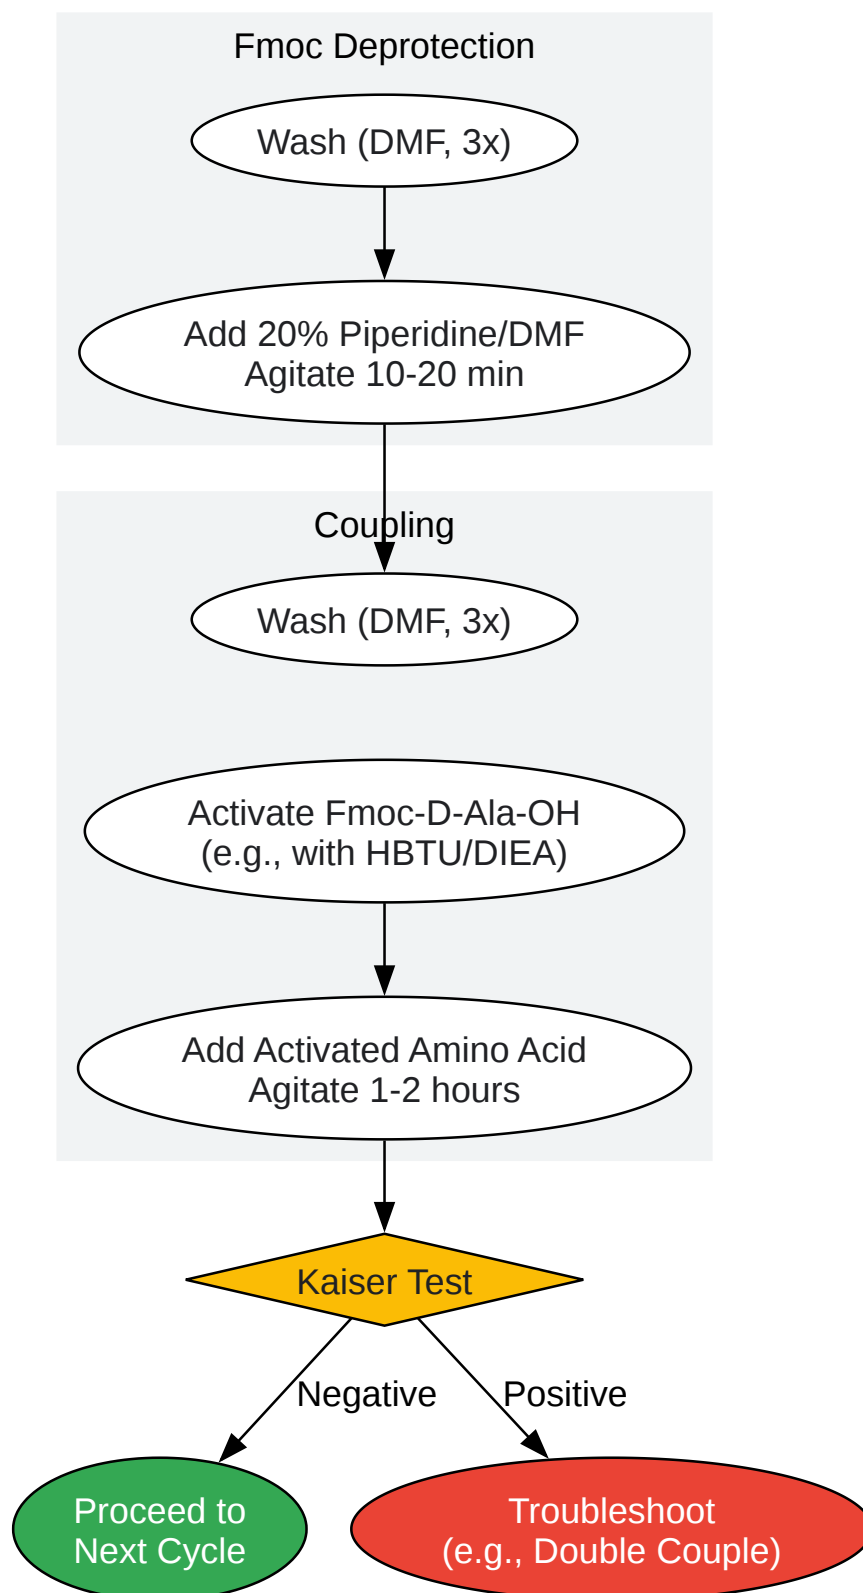 Fmoc Deprotection
Wash (DMF, 3x)
Add 20% Piperidine/DMF
Agitate 10-20 min
Coupling
Wash (DMF, 3x)
Activate Fmoc-D-Ala-OH
(e.g., with HBTU/DIEA)
Add Activated Amino Acid
Agitate 1-2 hours
Kaiser Test
Negative
Positive
Proceed to
Next Cycle
Troubleshoot
(e.g., Double Couple)